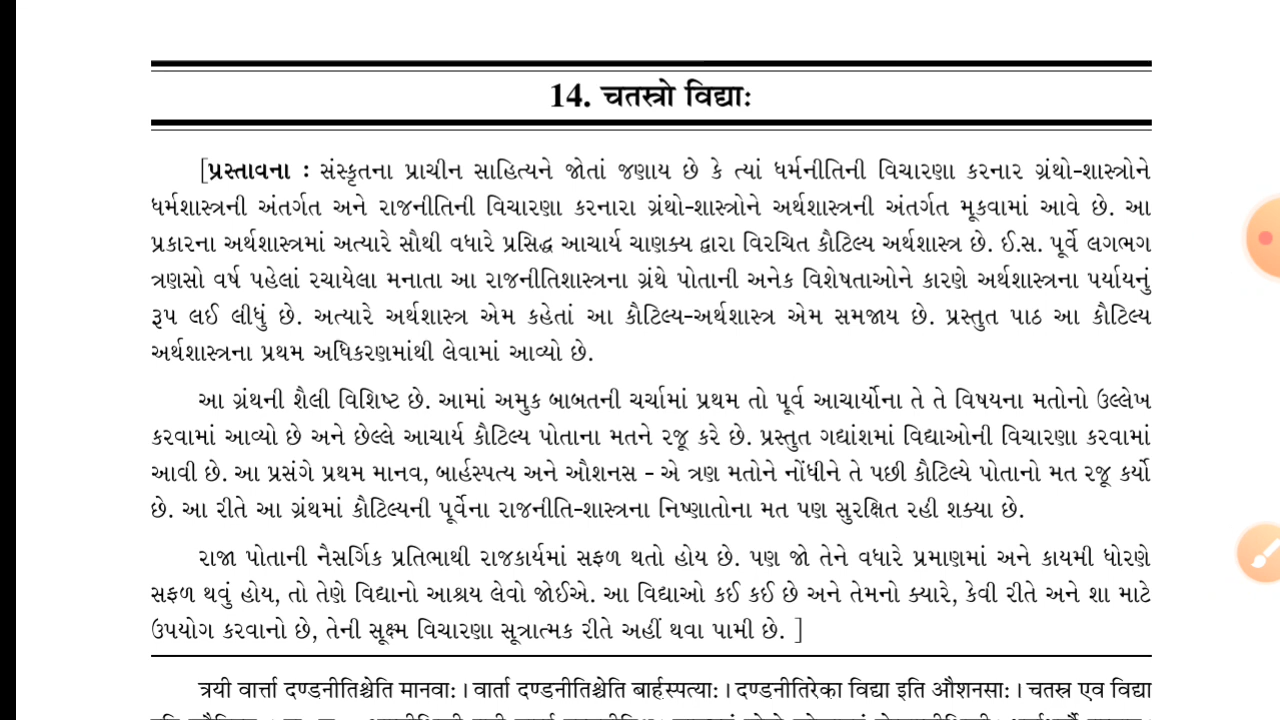 14. चतस्त्रो विद्याः
[પ્રસ્તાવના : સંસ્કૃતના પ્રાચીન સાહિત્યને જોતાં જણાય છે કે ત્યાં ધર્મનીતિની વિચારણા કરનાર ગ્રંથો-શાસ્ત્રોને
ધર્મશાસ્ત્રની અંતર્ગત અને રાજનીતિની વિચારણા કરનારા ગ્રંથો-શાસ્ત્રોને અર્થશાસ્ત્રની અંતર્ગત મૂકવામાં આવે છે. આ
પ્રકારના અર્થશાસ્ત્રમાં અત્યારે સૌથી વધારે પ્રસિદ્ધ આચાર્ય ચાણક્ય દ્વારા વિરચિત કૌટિલ્ય અર્થશાસ્ત્ર છે. ઈ.સ. પૂર્વે લગભગ
ત્રણસો વર્ષ પહેલાં રચાયેલા મનાતા આ રાજનીતિશાસ્ત્રના ગ્રંથે પોતાની અનેક વિશેષતાઓને કારણે અર્થશાસ્ત્રના પર્યાયનું
રૂપ લઈ લીધું છે. અત્યારે અર્થશાસ્ત્ર એમ કહેતાં આ કૌટિલ્ય-અર્થશાસ્ત્ર એમ સમજાય છે. પ્રસ્તુત પાઠ આ કૌટિલ્ય
અર્થશાસ્ત્રના પ્રથમ અધિકરણમાંથી લેવામાં આવ્યો છે.
આ ગ્રંથની શૈલી વિશિષ્ટ છે. આમાં અમુક બાબતની ચર્ચામાં પ્રથમ તો પૂર્વ આચાર્યોના તે તે વિષયના મતોનો ઉલ્લેખ
કરવામાં આવ્યો છે અને છેલ્લે આચાર્ય કૌટિલ્ય પોતાના મતને રજૂ કરે છે. પ્રસ્તુત ગદ્યાંશમાં વિદ્યાઓની વિચારણા કરવામાં
આવી છે. આ પ્રસંગે પ્રથમ માનવ, બાર્હસ્પત્ય અને ઔશનસ - એ ત્રણ મતોને નોંધીને તે પછી કૌટિલ્યે પોતાનો મત રજૂ કર્યો
છે. આ રીતે આ ગ્રંથમાં કૌટિલ્યની પૂર્વેના રાજનીતિ-શાસ્ત્રના નિષ્ણાતોના મત પણ સુરક્ષિત રહી શક્યા છે.
રાજા પોતાની નૈસર્ગિક પ્રતિભાથી રાજકાર્યમાં સફળ થતો હોય છે. પણ જો તેને વધારે પ્રમાણમાં અને કાયમી ધોરણે
સફળ થવું હોય, તો તેણે વિદ્યાનો આશ્રય લેવો જોઈએ. આ વિદ્યાઓ કઈ કઈ છે અને તેમનો ક્યારે, કેવી રીતે અને શા માટે
ઉપયોગ કરવાનો છે, તેની સૂક્ષ્મ વિચારણા સૂત્રાત્મક રીતે અહીં થવા પામી છે. ]
त्रयी वार्त्ता दण्डनीतिश्चेति मानवाः । वार्ता दण्डनीतिश्चेति बार्हस्पत्याः । दण्डनीतिरेका विद्या इति औशनसाः । चतस्र एव विद्या